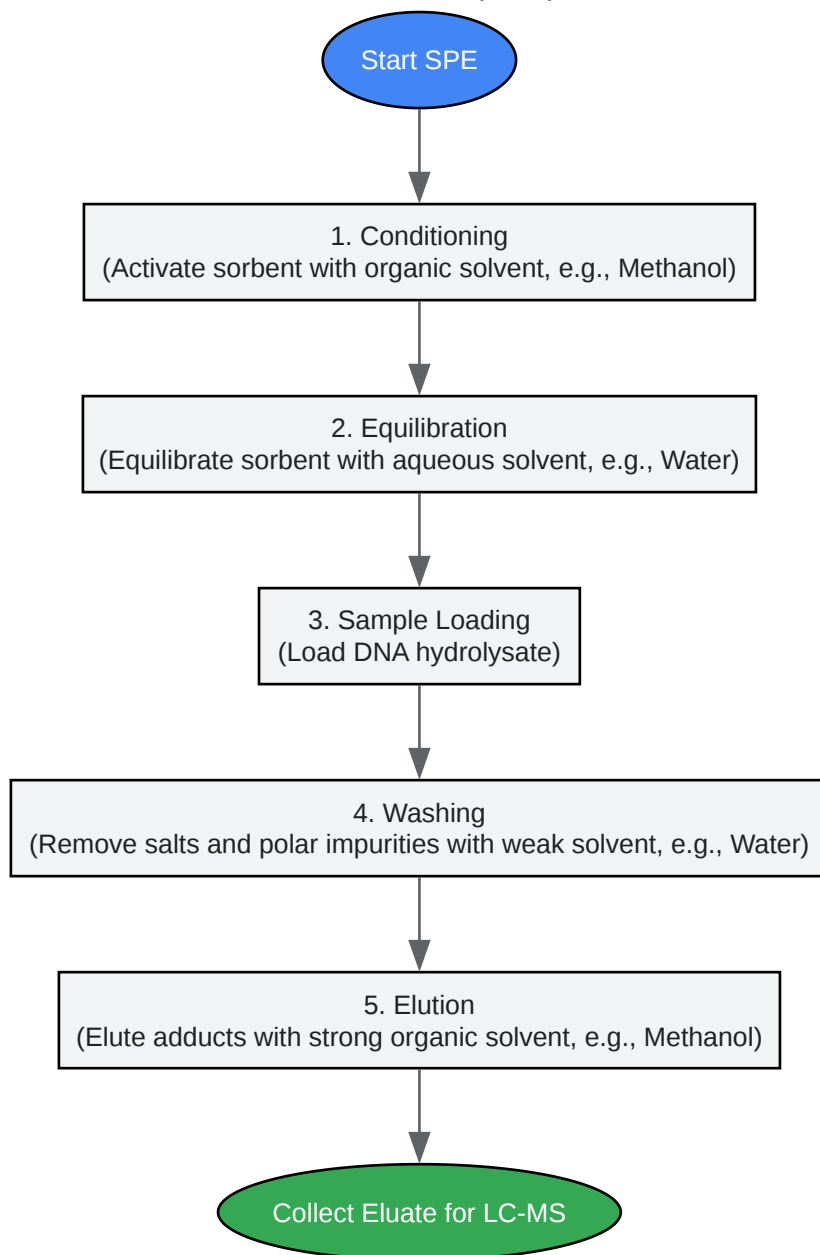 Start SPE
1. Conditioning
(Activate sorbent with organic solvent, e.g., Methanol)
2. Equilibration
(Equilibrate sorbent with aqueous solvent, e.g., Water)
3. Sample Loading
(Load DNA hydrolysate)
4. Washing
(Remove salts and polar impurities with weak solvent, e.g., Water)
5. Elution
(Elute adducts with strong organic solvent, e.g., Methanol)
Collect Eluate for LC-MS